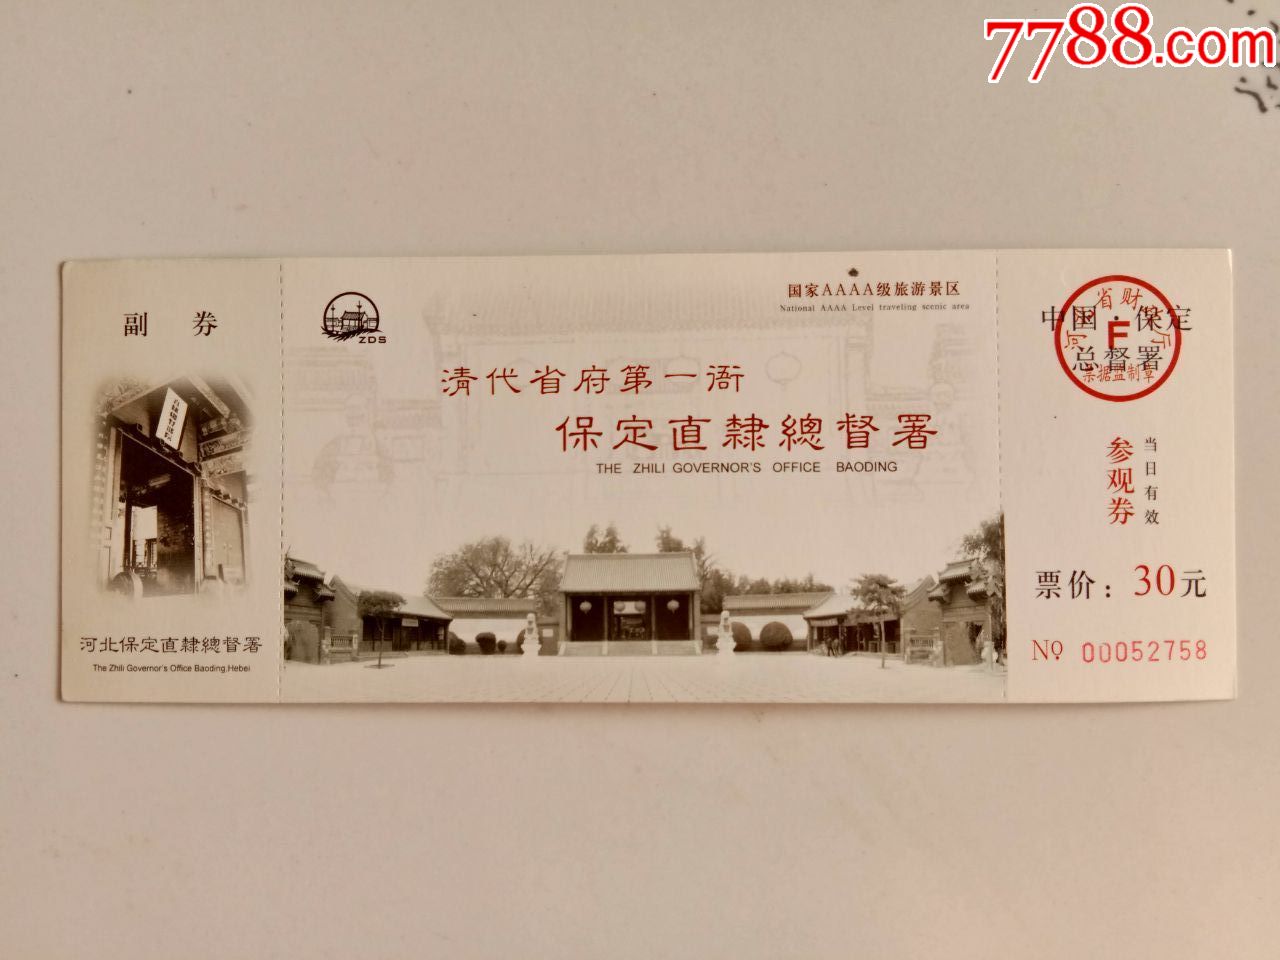 7788.com
副 券
河北保定直隸總督署
The Zhili Governor's Office Baoding,Hebei
ZDS
国家AAAA级旅游景区
National AAAA Level traveling scenic area
清代省府第一衙
保定直隸總督署
THE ZHILI GOVERNOR'S OFFICE BAODING
中国·保定
总督署
河 省财 厅
F
票据监制章
参观券
当日有效
票价：30元
No 00052758